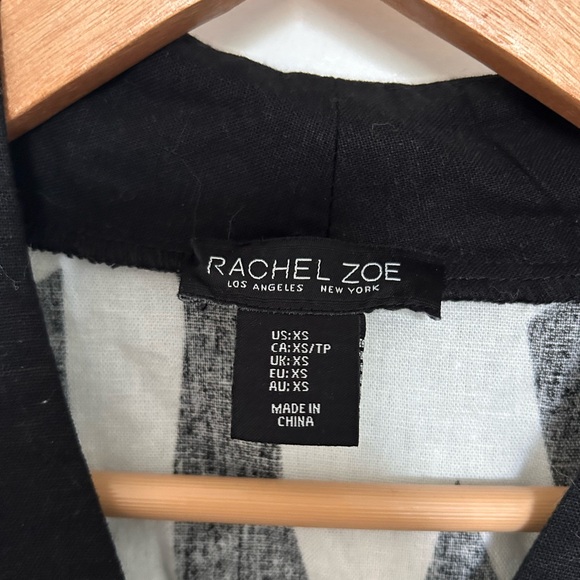 RACHEL ZOE
LOS ANGELES NEW YORK
US:XS
CA:XS/TP
UK:XS
EU:XS
AU:XS
MADE IN
CHINA